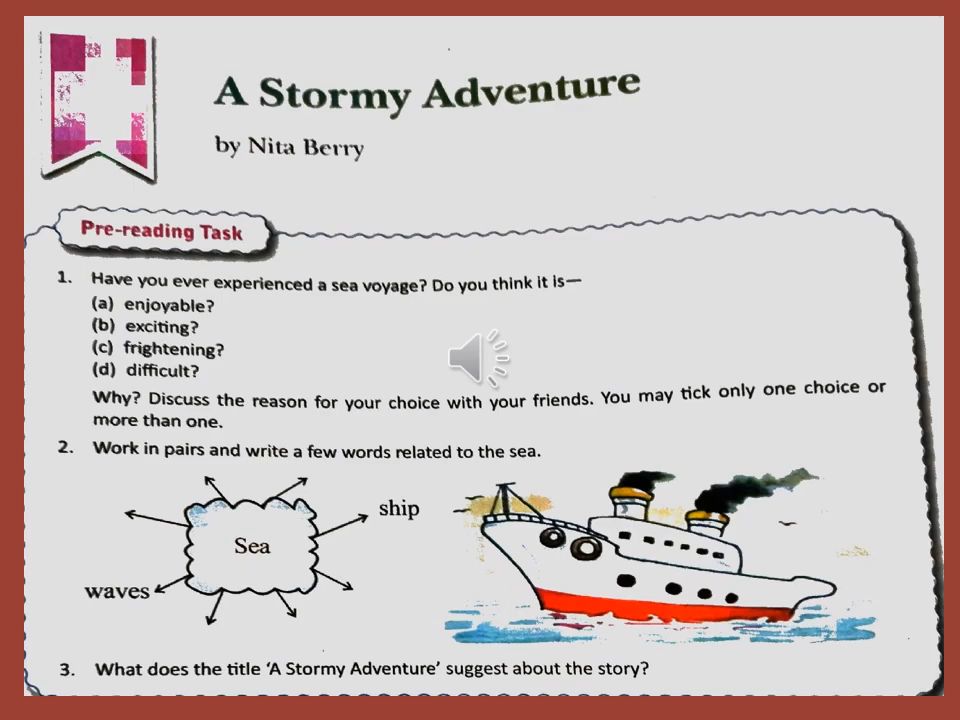 A Stormy Adventure
by Nita Berry
Pre-reading Task
1. Have you ever experienced a sea voyage? Do you think it is—
(a) enjoyable?
(b) exciting?
(c) frightening?
(d) difficult?
Why? Discuss the reason for your choice with your friends. You may tick only one choice or
more than one.
2. Work in pairs and write a few words related to the sea.
ship
Sea
waves
3. What does the title ‘A Stormy Adventure’ suggest about the story?